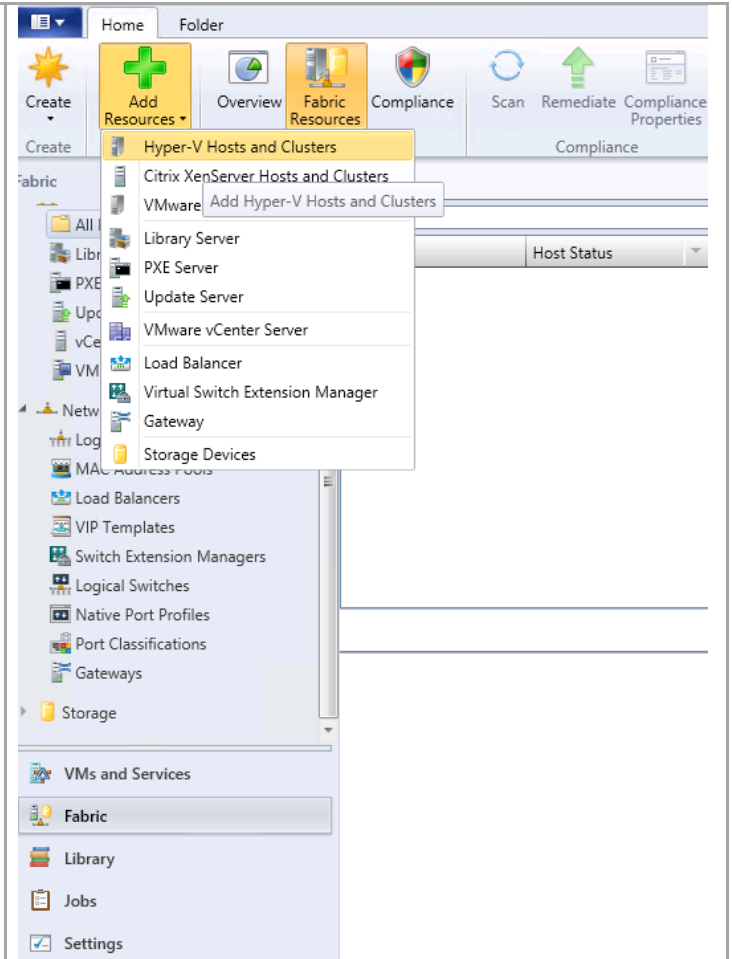 Home Folder
Create
Add
Resources
Overview
Fabric
Resources
Compliance
Scan
Remediate
Compliance
Properties
Create
Compliance
Hyper-V Hosts and Clusters
Citrix XenServer Hosts and Clusters
VMware
Add Hyper-V Hosts and Clusters
Library Server
PXE Server
Update Server
VMware vCenter Server
Load Balancer
Virtual Switch Extension Manager
Gateway
Storage Devices
Fabric
All
Libr
PXE
Upd
vCe
VM
Netw
Log
MAC Address Pools
Load Balancers
VIP Templates
Switch Extension Managers
Logical Switches
Native Port Profiles
Port Classifications
Gateways
Storage
Host Status
VMs and Services
Fabric
Library
Jobs
Settings